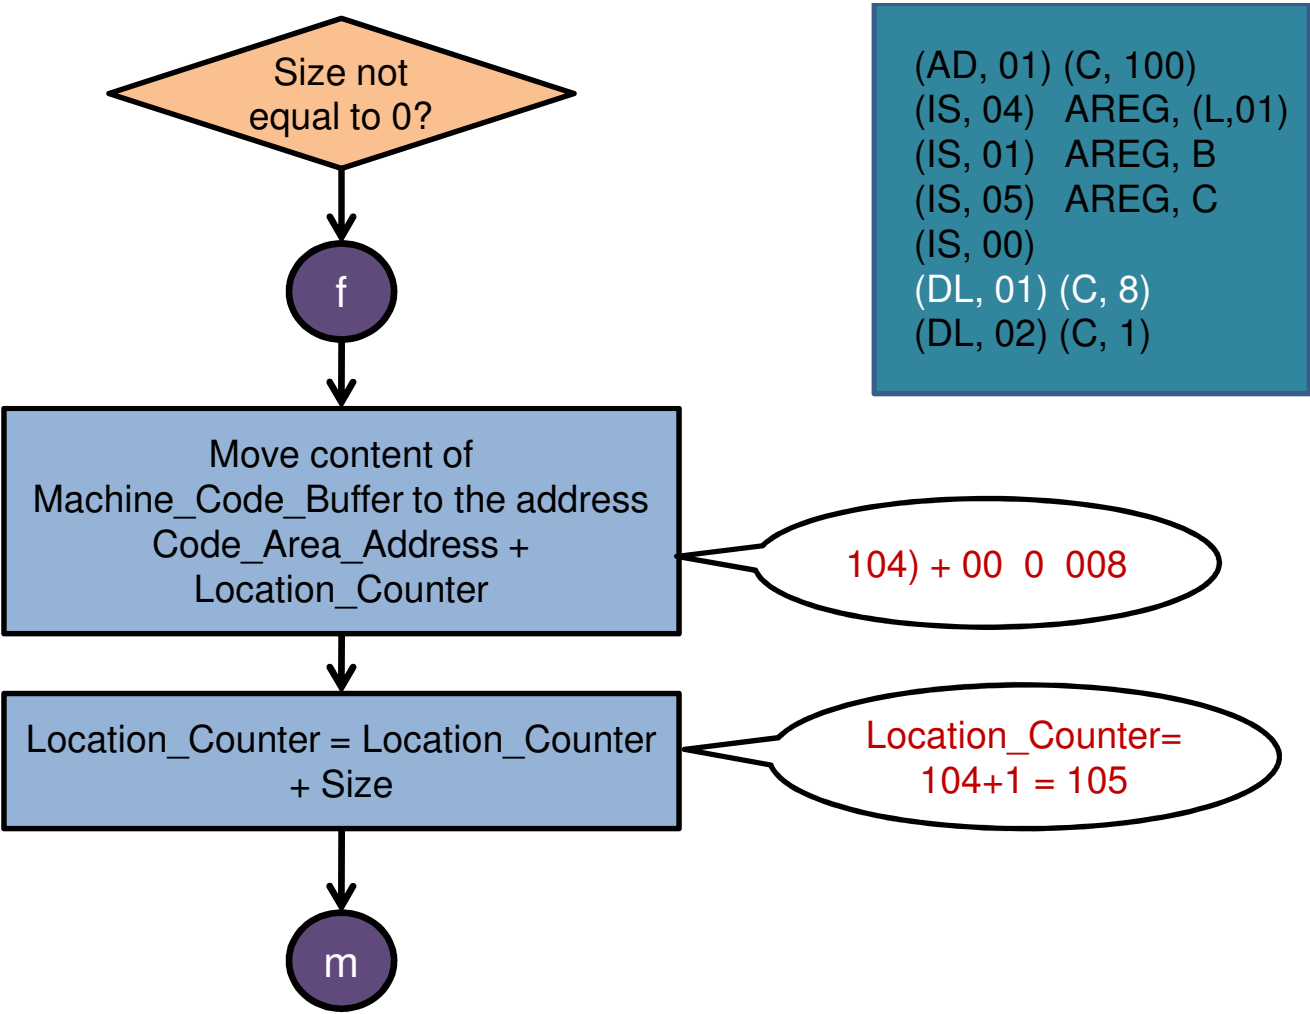 Size not
equal to 0?
f
Move content of
Machine_Code_Buffer to the address
Code_Area_Address +
Location_Counter
104) + 00 0 008
Location_Counter = Location_Counter
+ Size
Location_Counter=
104+1 = 105
m
(AD, 01) (C, 100)
(IS, 04) AREG, (L,01)
(IS, 01) AREG, B
(IS, 05) AREG, C
(IS, 00)
(DL, 01) (C, 8)
(DL, 02) (C, 1)